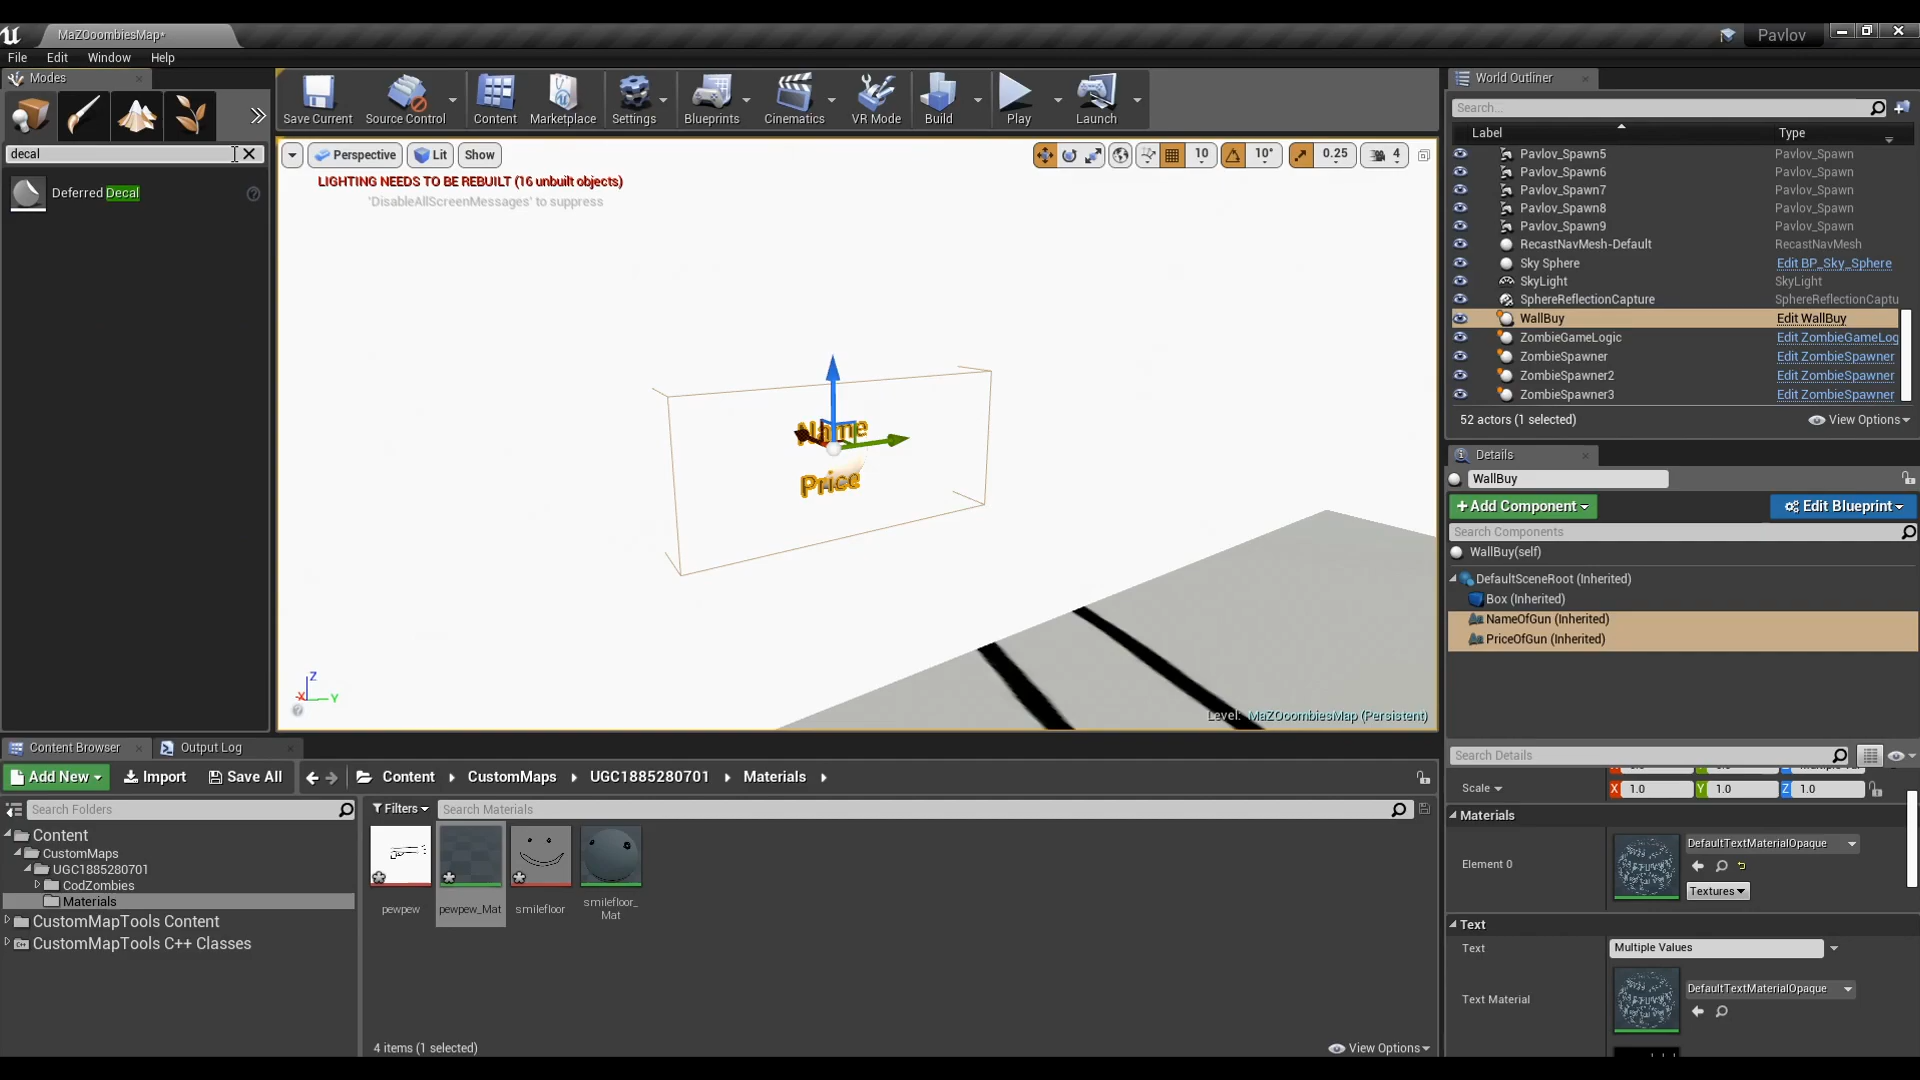 MaZOoombiesMap*
Pavlov
File Edit Window Help
Modes
decal
Deferred Decal
Save Current
Source Control
Content
Marketplace
Settings
Blueprints
Cinematics
VR Mode
Build
Play
Launch
Perspective
Lit
Show
10
10°
0.25
4
LIGHTING NEEDS TO BE REBUILT (16 unbuilt objects)
'DisableAllScreenMessages' to suppress
Name
Price
Z
X
Y
Level: MaZOoombiesMap (Persistent)
World Outliner
Search...
Label Type
Pavlov_Spawn5 Pavlov_Spawn
Pavlov_Spawn6 Pavlov_Spawn
Pavlov_Spawn7 Pavlov_Spawn
Pavlov_Spawn8 Pavlov_Spawn
Pavlov_Spawn9 Pavlov_Spawn
RecastNavMesh-Default RecastNavMesh
Sky Sphere Edit BP_Sky_Sphere
SkyLight SkyLight
SphereReflectionCapture SphereReflectionCaptu
WallBuy Edit WallBuy
ZombieGameLogic Edit ZombieGameLog
ZombieSpawner Edit ZombieSpawner
ZombieSpawner2 Edit ZombieSpawner
ZombieSpawner3 Edit ZombieSpawner
52 actors (1 selected) View Options
Details
WallBuy
+Add Component Edit Blueprint
Search Components
WallBuy(self)
DefaultSceneRoot (Inherited)
Box (Inherited)
NameOfGun (Inherited)
PriceOfGun (Inherited)
Search Details
Scale X 1.0 Y 1.0 Z 1.0
Materials
Element 0
DefaultTextMaterialOpaque
Textures
Text
Text Multiple Values
Text Material
DefaultTextMaterialOpaque
Content Browser Output Log
Add New Import Save All Content CustomMaps UGC1885280701 Materials
Search Folders
Filters Search Materials
Content
CustomMaps
UGC1885280701
CodZombies
Materials
CustomMapTools Content
CustomMapTools C++ Classes
pewpew
pewpew_Mat
smilefloor
smilefloor_
Mat
4 items (1 selected) View Options